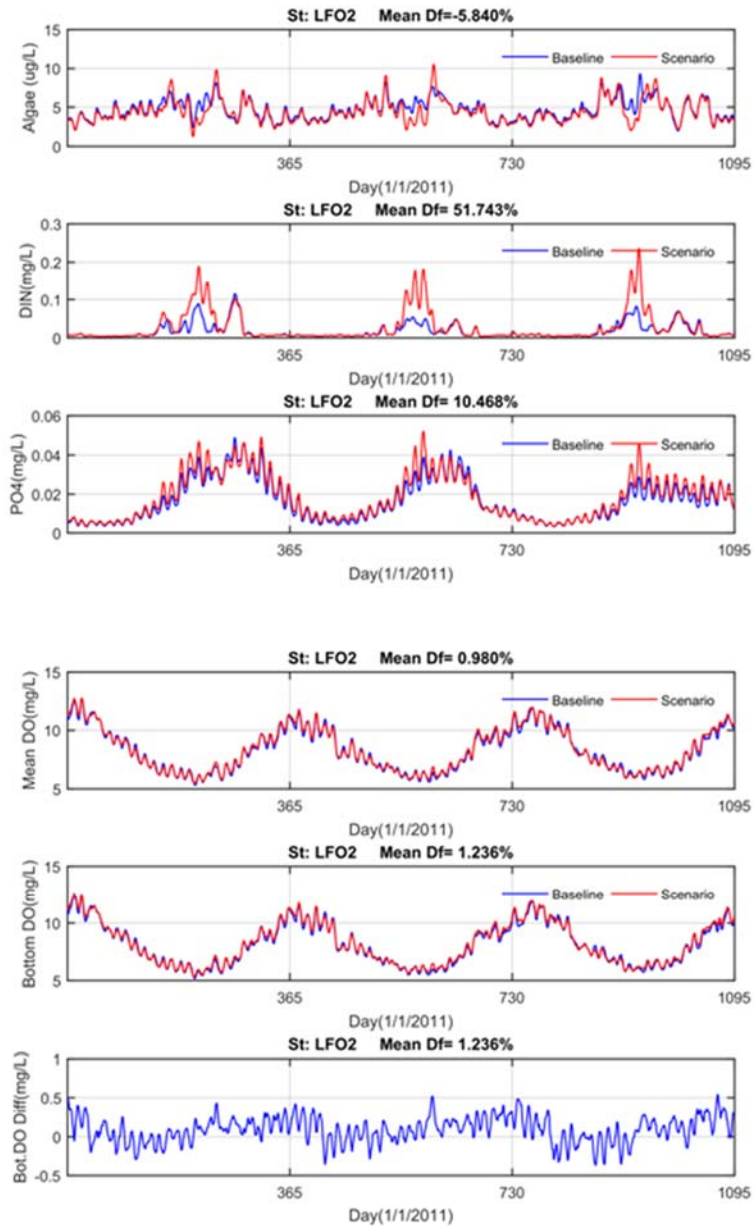 St: LFO2 Mean Df=-5.840%
15
10
5
0
Algae (ug/L)
Baseline Scenario
365 730 1095
Day(1/1/2011)
St: LFO2 Mean Df= 51.743%
0.3
0.2
0.1
0
DIN(mg/L)
Baseline Scenario
365 730 1095
Day(1/1/2011)
St: LFO2 Mean Df= 10.468%
0.06
0.04
0.02
0
PO4(mg/L)
Baseline Scenario
365 730 1095
Day(1/1/2011)
St: LFO2 Mean Df= 0.980%
15
10
5
Mean DO(mg/L)
Baseline Scenario
365 730 1095
Day(1/1/2011)
St: LFO2 Mean Df= 1.236%
15
10
5
Bottom DO(mg/L)
Baseline Scenario
365 730 1095
Day(1/1/2011)
St: LFO2 Mean Df= 1.236%
1
0.5
0
-0.5
Bot.DO Diff(mg/L)
365 730 1095
Day(1/1/2011)